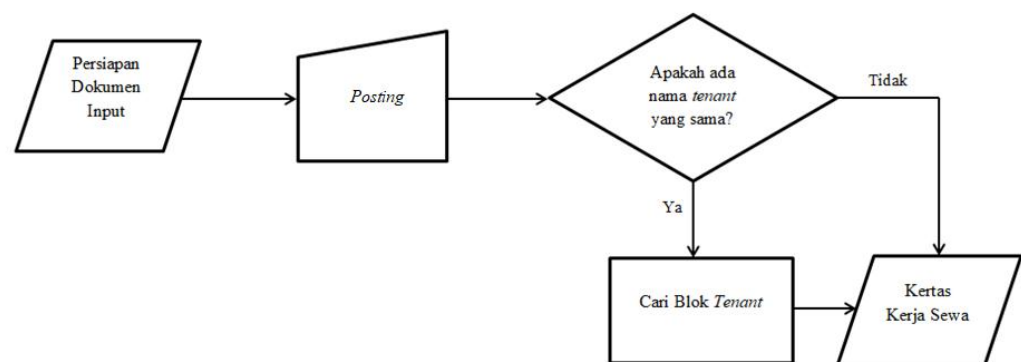 Persiapan
Dokumen
Input
Posting
Apakah ada
nama tenant
yang sama?
Tidak
Ya
Cari Blok Tenant
Kertas
Kerja Sewa